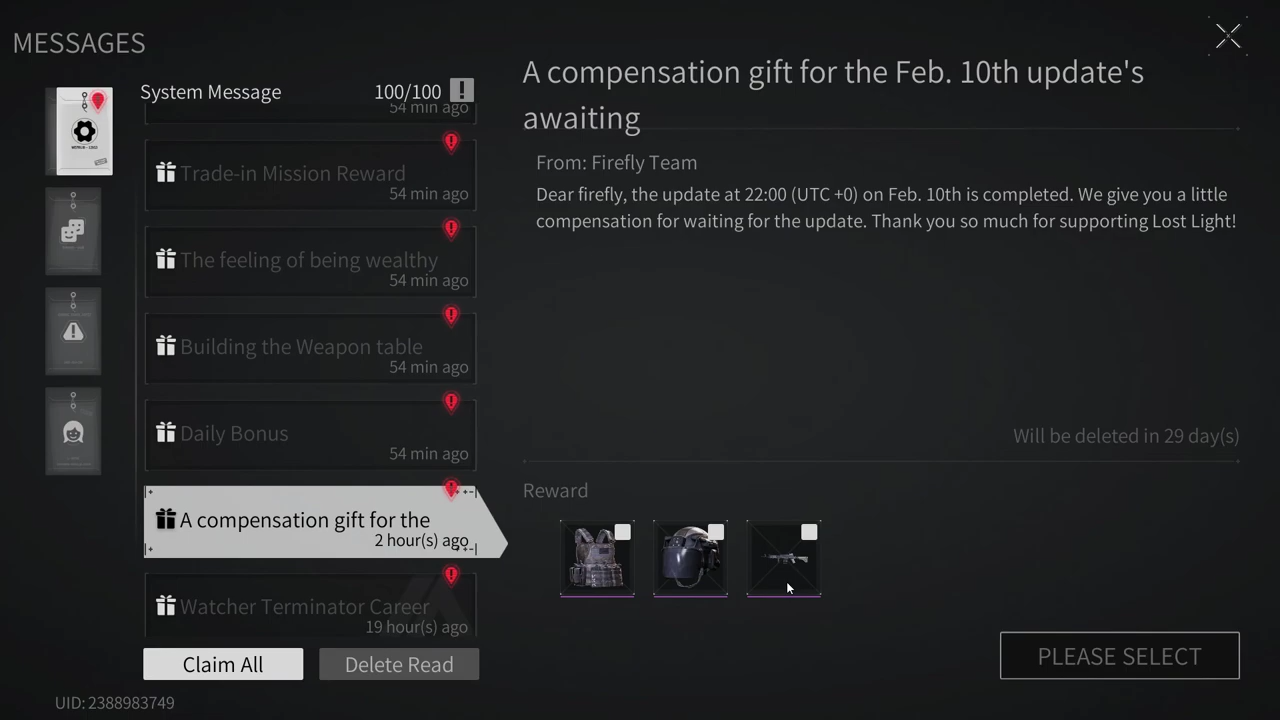 MESSAGES
System Message 100/100
54 min ago
Trade-in Mission Reward
54 min ago
The feeling of being wealthy
54 min ago
Building the Weapon table
54 min ago
Daily Bonus
54 min ago
A compensation gift for the
2 hour(s) ago
Watcher Terminator Career
19 hour(s) ago
Claim All
Delete Read
UID: 2388983749
A compensation gift for the Feb. 10th update's
awaiting
From: Firefly Team
Dear firefly, the update at 22:00 (UTC +0) on Feb. 10th is completed. We give you a little
compensation for waiting for the update. Thank you so much for supporting Lost Light!
Will be deleted in 29 day(s)
Reward
PLEASE SELECT